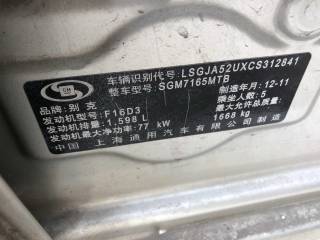 车辆识别代号: LSGJA52UXCS312841
整车型号: SGM7165MTB
品牌: 别克 制造年月: 12-11
发动机型号: F16D3 乘坐人数: 5
发动机排量: 1.598 L 最大允许总质量:
发动机最大净功率: 77 kW 1668 kg
中国 上海通用汽车有限公司制造